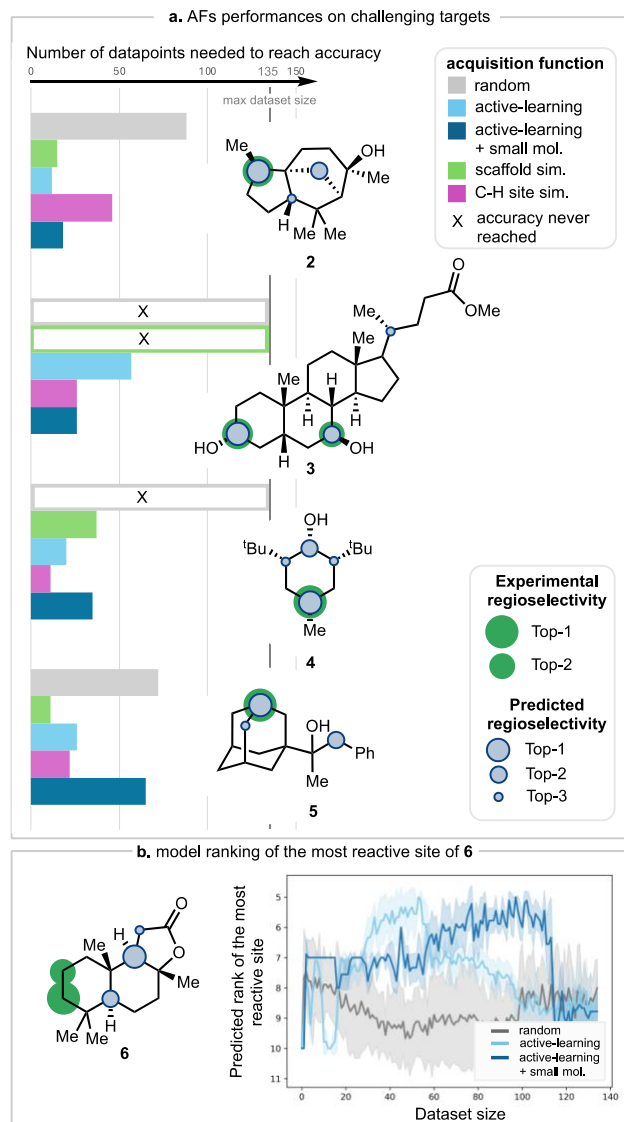 a. AFs performances on challenging targets
Number of datapoints needed to reach accuracy
0 50 100 135 150
max dataset size
acquisition function
random
active-learning
active-learning
+ small mol.
scaffold sim.
C-H site sim.
X accuracy never
reached
Me
OH
Me
H
Me
Me
2
X
X
O
OMe
Me
Me
Me
H
H
H
HO
H
OH
3
X
OH
tBu
tBu
Me
4
Experimental
regioselectivity
Top-1
Top-2
Predicted
regioselectivity
Top-1
Top-2
Top-3
OH
Ph
Me
5
b. model ranking of the most reactive site of 6
O
H
Me
O
Me
H
Me
Me
6
Predicted rank of the most
reactive site
5
6
7
8
9
10
11
random
active-learning
active-learning
+ small mol.
0 20 40 60 80 100 120 140
Dataset size